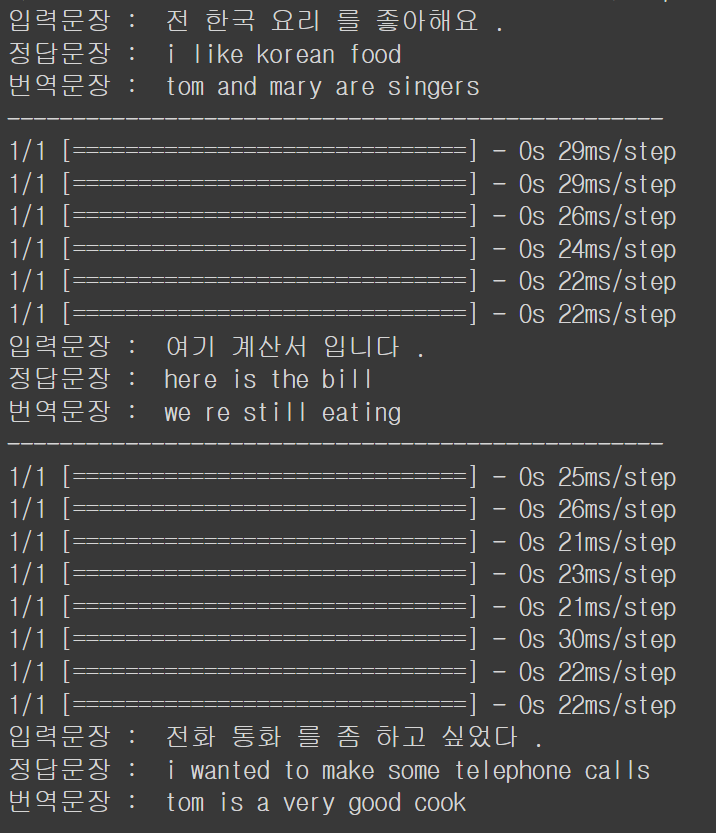 입력문장 :  전 한국 요리 를 좋아해요 .
정답문장 :  i like korean food
번역문장 :  tom and mary are singers
--------------------------------------------------
1/1 [==============================] - 0s 29ms/step
1/1 [==============================] - 0s 29ms/step
1/1 [==============================] - 0s 26ms/step
1/1 [==============================] - 0s 24ms/step
1/1 [==============================] - 0s 22ms/step
1/1 [==============================] - 0s 22ms/step
입력문장 :  여기 계산서 입니다 .
정답문장 :  here is the bill
번역문장 :  we re still eating
--------------------------------------------------
1/1 [==============================] - 0s 25ms/step
1/1 [==============================] - 0s 26ms/step
1/1 [==============================] - 0s 21ms/step
1/1 [==============================] - 0s 23ms/step
1/1 [==============================] - 0s 21ms/step
1/1 [==============================] - 0s 30ms/step
1/1 [==============================] - 0s 22ms/step
1/1 [==============================] - 0s 22ms/step
입력문장 :  전화 통화 를 좀 하고 싶었다 .
정답문장 :  i wanted to make some telephone calls
번역문장 :  tom is a very good cook